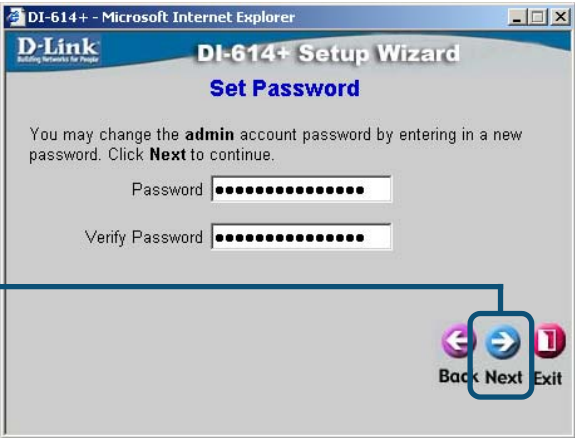 DI-614+ - Microsoft Internet Explorer
D-Link
Building Networks for People
DI-614+ Setup Wizard
Set Password
You may change the admin account password by entering in a new
password. Click Next to continue.
Password ●●●●●●●●●●●●●●●
Verify Password ●●●●●●●●●●●●●●●
Back Next Exit